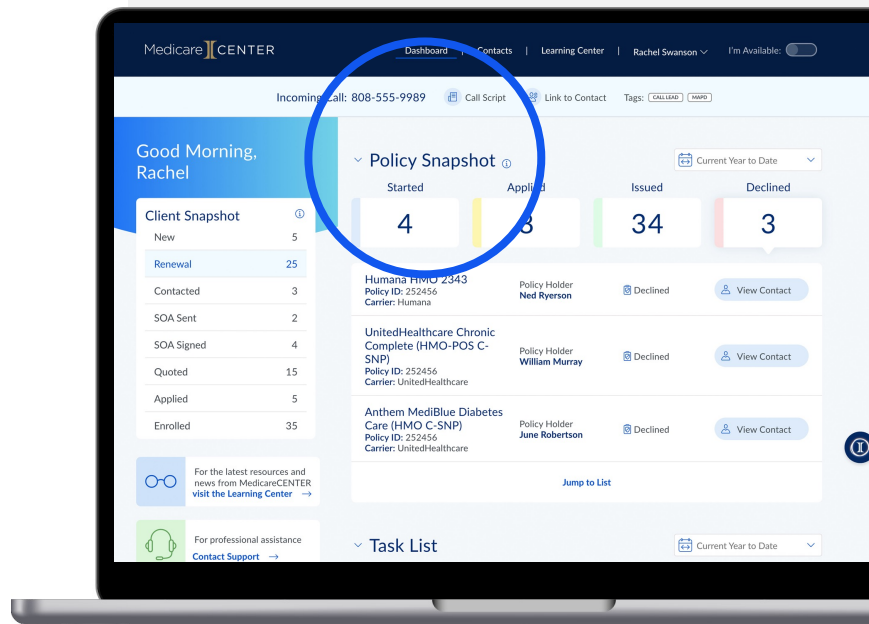 MedicareCENTER
Dashboard | Contacts | Learning Center | Rachel Swanson I'm Available:
Incoming Call: 808-555-9989 Call Script Link to Contact Tags: CALL LEAD MAPD
Good Morning,
Rachel
Client Snapshot
New 5
Renewal 25
Contacted 3
SOA Sent 2
SOA Signed 4
Quoted 15
Applied 5
Enrolled 35
For the latest resources and
news from MedicareCENTER
visit the Learning Center →
For professional assistance
Contact Support →
Policy Snapshot
Current Year to Date
Started Applied Issued Declined
4 34 3
Humana HMO 2343
Policy ID: 252456
Carrier: Humana
Policy Holder
Ned Ryerson
Declined
View Contact
UnitedHealthcare Chronic
Complete (HMO-POS C-
SNP)
Policy ID: 252456
Carrier: UnitedHealthcare
Policy Holder
William Murray
Declined
View Contact
Anthem MediBlue Diabetes
Care (HMO C-SNP)
Policy ID: 252456
Carrier: UnitedHealthcare
Policy Holder
June Robertson
Declined
View Contact
Jump to List
Task List
Current Year to Date